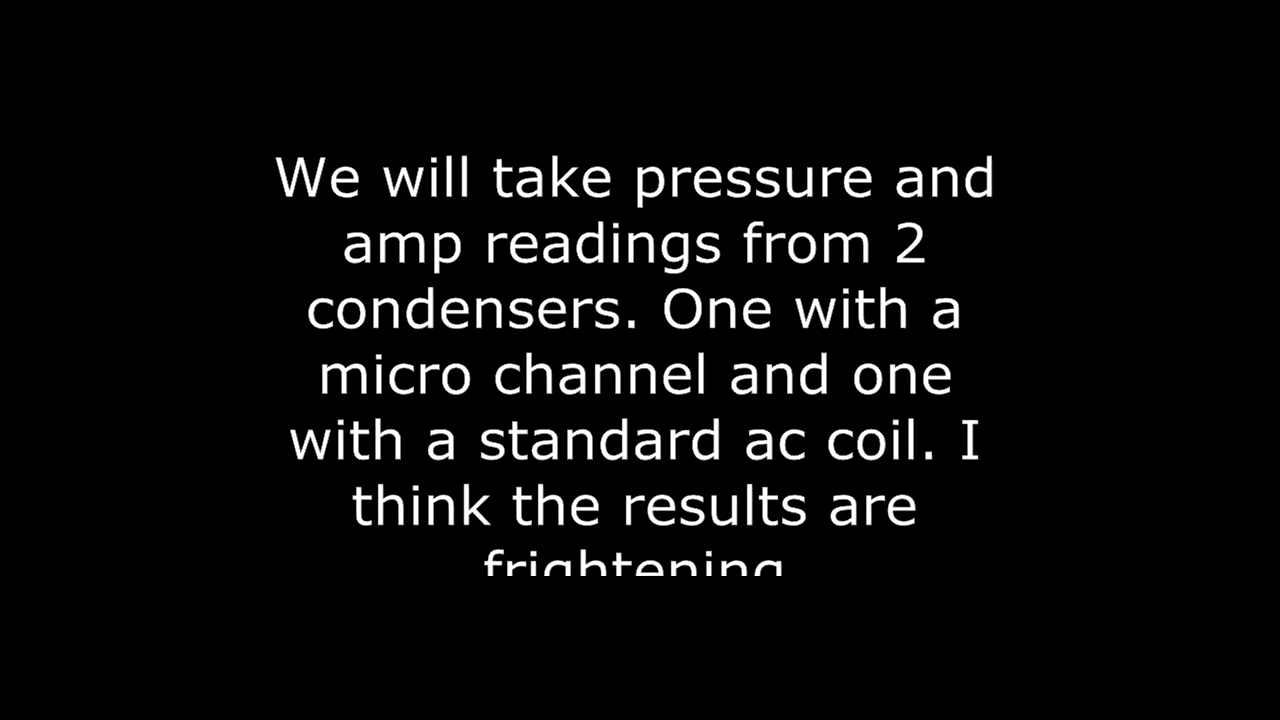 We will take pressure and
amp readings from 2
condensers. One with a
micro channel and one
with a standard ac coil. I
think the results are
frightening